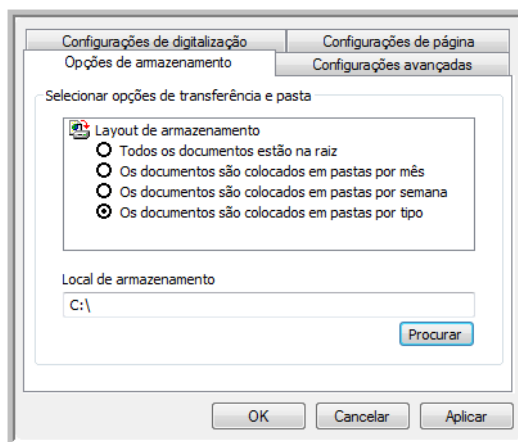 Configurações de digitalização
Configurações de página
Opções de armazenamento
Configurações avançadas
Selecionar opções de transferência e pasta
Layout de armazenamento
Todos os documentos estão na raiz
Os documentos são colocados em pastas por mês
Os documentos são colocados em pastas por semana
Os documentos são colocados em pastas por tipo
Local de armazenamento
C:\
Procurar
OK
Cancelar
Aplicar